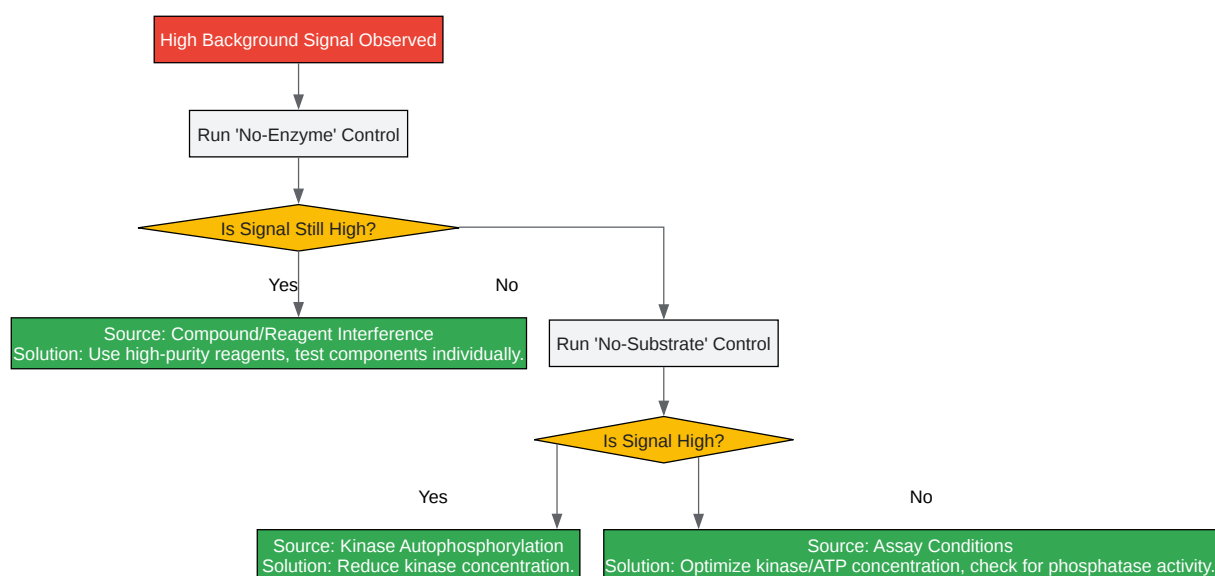 High Background Signal Observed
Run 'No-Enzyme' Control
Is Signal Still High?
Yes
No
Source: Compound/Reagent Interference
Solution: Use high-purity reagents, test components individually.
Run 'No-Substrate' Control
Is Signal High?
Yes
No
Source: Kinase Autophosphorylation
Solution: Reduce kinase concentration.
Source: Assay Conditions
Solution: Optimize kinase/ATP concentration, check for phosphatase activity.